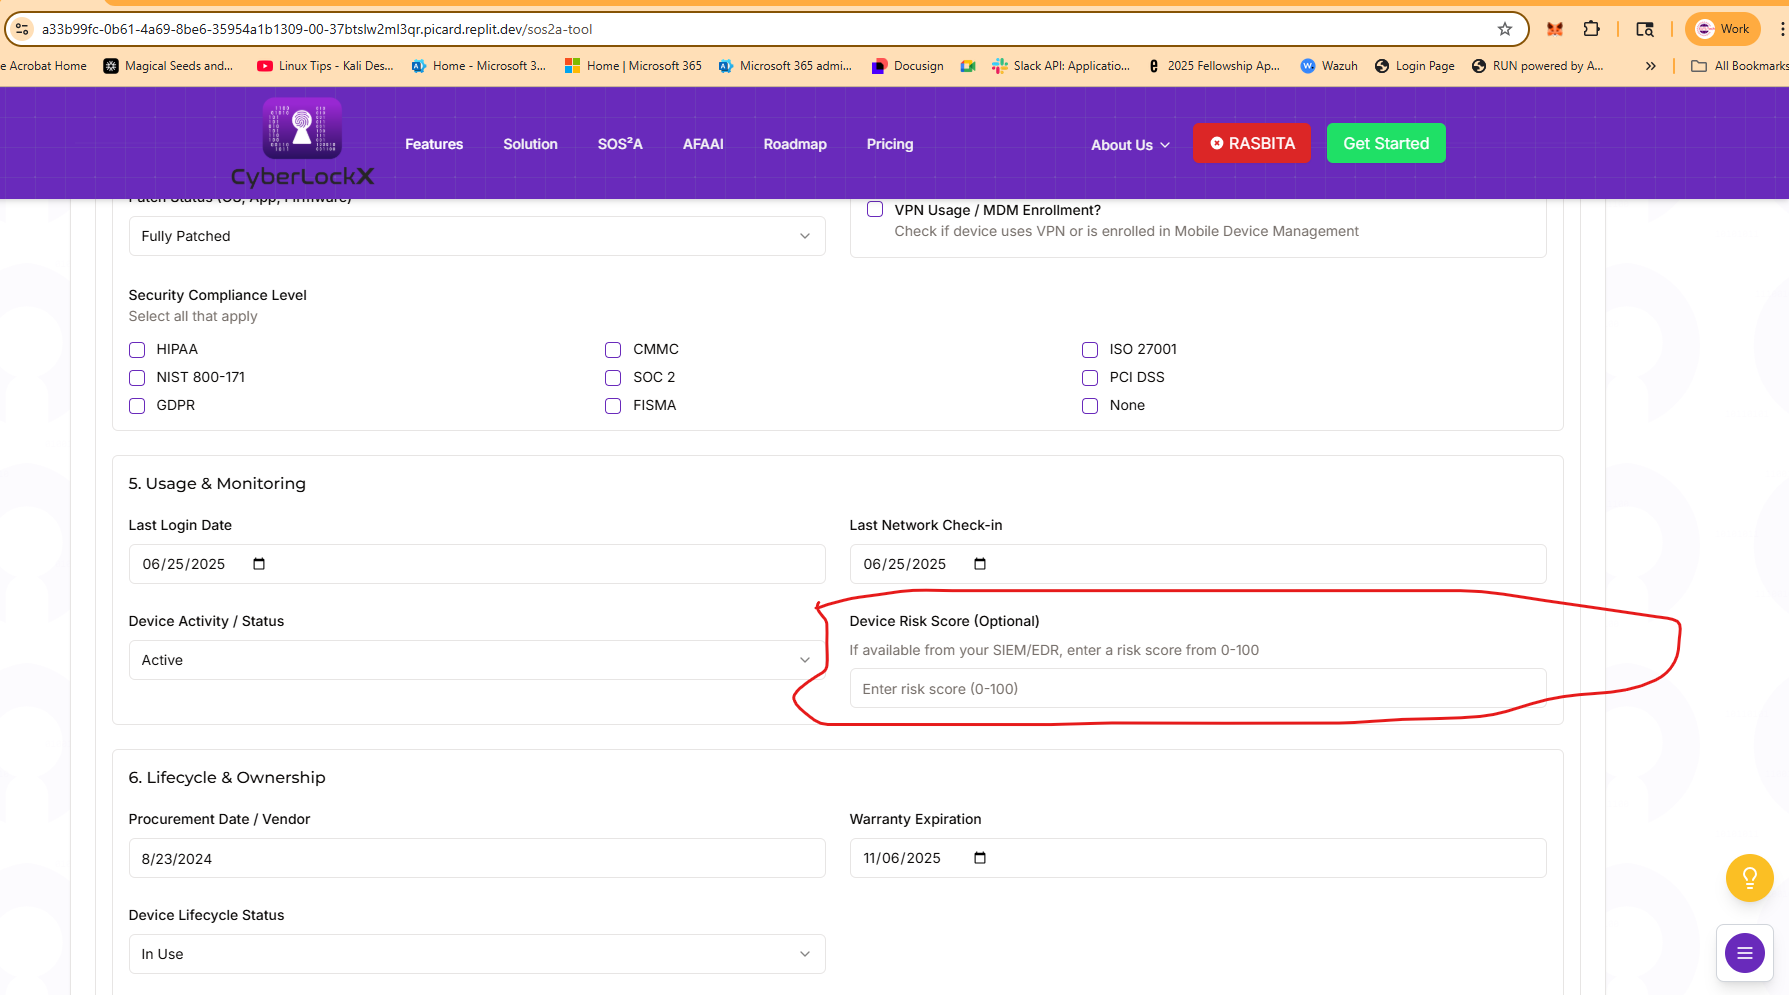 a33b99fc-0b61-4a69-8be6-35954a1b1309-00-37btslw2ml3qr.picard.replit.dev/sos2a-tool
Work
e Acrobat Home
Magical Seeds and...
Linux Tips - Kali Des...
Home - Microsoft 3...
Home | Microsoft 365
Microsoft 365 admi...
Docusign
Slack API: Applicatio...
2025 Fellowship Ap...
Wazuh
Login Page
RUN powered by A...
All Bookmarks
CyberLockX
Features
Solution
SOS²A
AFAAI
Roadmap
Pricing
About Us
RASBITA
Get Started
Patch Status (OS, App, Firmware)
Fully Patched
VPN Usage / MDM Enrollment?
Check if device uses VPN or is enrolled in Mobile Device Management
Security Compliance Level
Select all that apply
HIPAA
CMMC
ISO 27001
NIST 800-171
SOC 2
PCI DSS
GDPR
FISMA
None
5. Usage & Monitoring
Last Login Date
Last Network Check-in
06/25/2025
06/25/2025
Device Activity / Status
Device Risk Score (Optional)
If available from your SIEM/EDR, enter a risk score from 0-100
Active
Enter risk score (0-100)
6. Lifecycle & Ownership
Procurement Date / Vendor
Warranty Expiration
8/23/2024
11/06/2025
Device Lifecycle Status
In Use